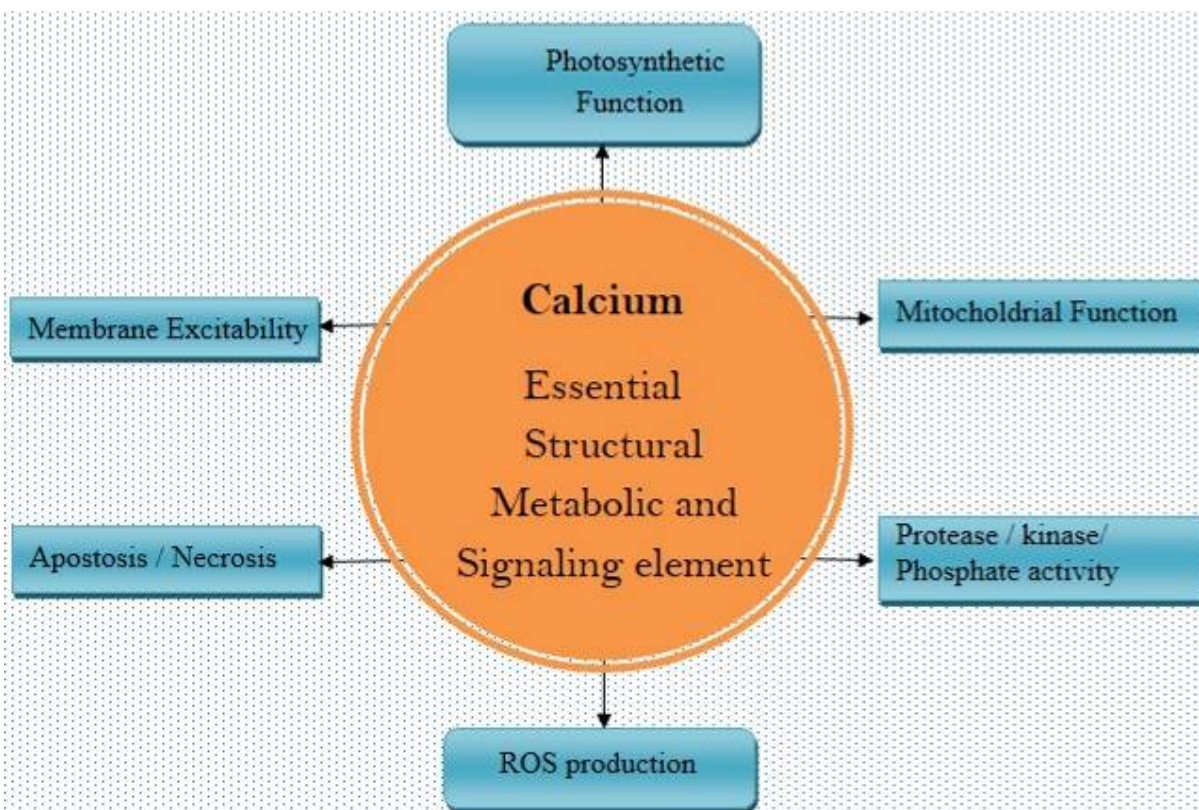 Photosynthetic
Function
Calcium
Essential
Structural
Metabolic and
Signaling element
Membrane Excitability
Mitocholdrial Function
Apostosis / Necrosis
Protease / kinase/
Phosphate activity
ROS production